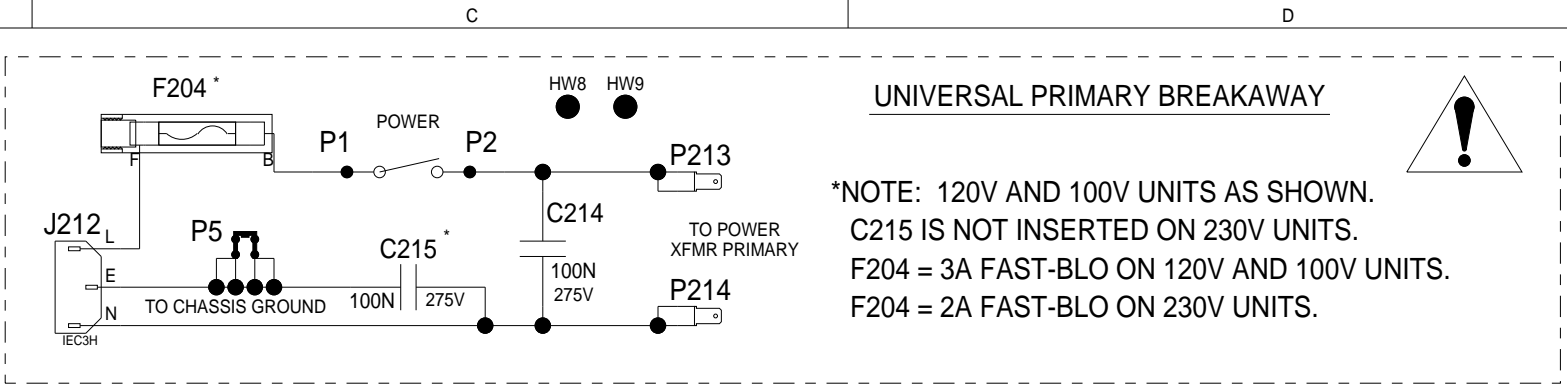 C
D
F204 *
HW8
HW9
UNIVERSAL PRIMARY BREAKAWAY
POWER
P1
P2
F
B
P213
*NOTE: 120V AND 100V UNITS AS SHOWN.
J212
L
P5
C215 *
C214
TO POWER
XFMR PRIMARY
C215 IS NOT INSERTED ON 230V UNITS.
E
100N
275V
F204 = 3A FAST-BLO ON 120V AND 100V UNITS.
TO CHASSIS GROUND
100N
275V
P214
N
F204 = 2A FAST-BLO ON 230V UNITS.
IEC3H